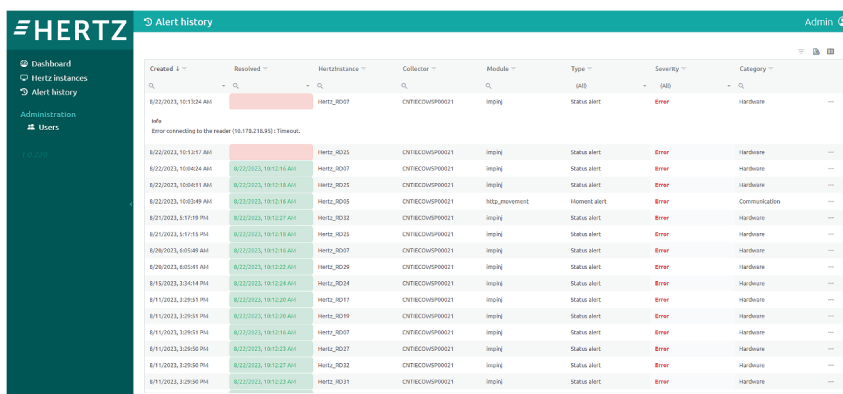 HERTZ
Alert history
Admin
Dashboard
Hertz instances
Alert history
Administration
Users
Created Resolved HertzInstance Collector Module Type Severity Category
(All) (All)
8/22/2023, 10:13:24 AM Hertz_RD07 CNTIECOWSP00021 impinj Status alert Error Hardware
Info
Error connecting to the reader (10.178.218.95) : Timeout.
8/22/2023, 10:13:17 AM Hertz_RD25 CNTIECOWSP00021 impinj Status alert Error Hardware
8/22/2023, 10:04:24 AM 8/22/2023, 10:12:16 AM Hertz_RD07 CNTIECOWSP00021 impinj Status alert Error Hardware
8/22/2023, 10:04:11 AM 8/22/2023, 10:12:18 AM Hertz_RD25 CNTIECOWSP00021 impinj Status alert Error Hardware
8/22/2023, 10:03:49 AM 8/22/2023, 10:12:16 AM Hertz_RD05 CNTIECOWSP00021 http_movement Moment alert Error Communication
8/21/2023, 5:17:19 PM 8/22/2023, 10:12:27 AM Hertz_RD32 CNTIECOWSP00021 impinj Status alert Error Hardware
8/21/2023, 5:17:15 PM 8/22/2023, 10:12:18 AM Hertz_RD25 CNTIECOWSP00021 impinj Status alert Error Hardware
8/20/2023, 6:05:49 AM 8/22/2023, 10:12:16 AM Hertz_RD07 CNTIECOWSP00021 impinj Status alert Error Hardware
8/20/2023, 6:05:41 AM 8/22/2023, 10:12:22 AM Hertz_RD29 CNTIECOWSP00021 impinj Status alert Error Hardware
8/15/2023, 3:34:14 PM 8/22/2023, 10:12:24 AM Hertz_RD24 CNTIECOWSP00021 impinj Status alert Error Hardware
8/11/2023, 3:29:51 PM 8/22/2023, 10:12:20 AM Hertz_RD17 CNTIECOWSP00021 impinj Status alert Error Hardware
8/11/2023, 3:29:51 PM 8/22/2023, 10:12:20 AM Hertz_RD19 CNTIECOWSP00021 impinj Status alert Error Hardware
8/11/2023, 3:29:51 PM 8/22/2023, 10:12:16 AM Hertz_RD07 CNTIECOWSP00021 impinj Status alert Error Hardware
8/11/2023, 3:29:50 PM 8/22/2023, 10:12:23 AM Hertz_RD27 CNTIECOWSP00021 impinj Status alert Error Hardware
8/11/2023, 3:29:50 PM 8/22/2023, 10:12:27 AM Hertz_RD32 CNTIECOWSP00021 impinj Status alert Error Hardware
8/11/2023, 3:29:50 PM 8/22/2023, 10:12:23 AM Hertz_RD31 CNTIECOWSP00021 impinj Status alert Error Hardware